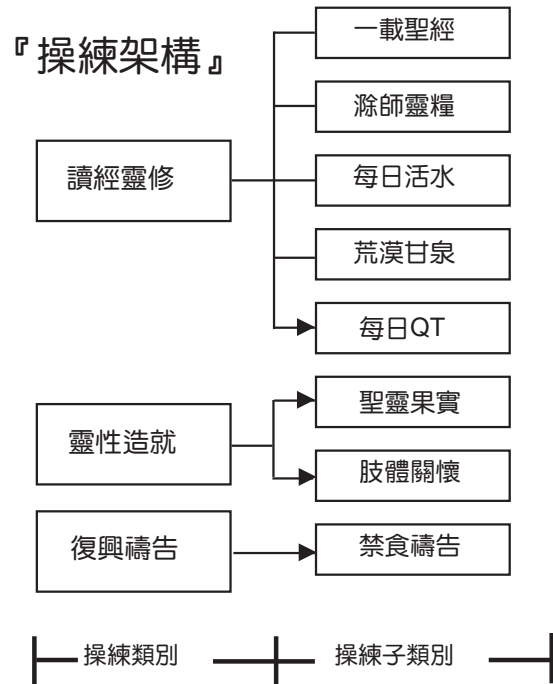 『操練架構』
一載聖經
滁師靈糧
讀經靈修
每日活水
荒漠甘泉
每日QT
聖靈果實
靈性造就
肢體關懷
復興禱告
禁食禱告
操練類別
操練子類別